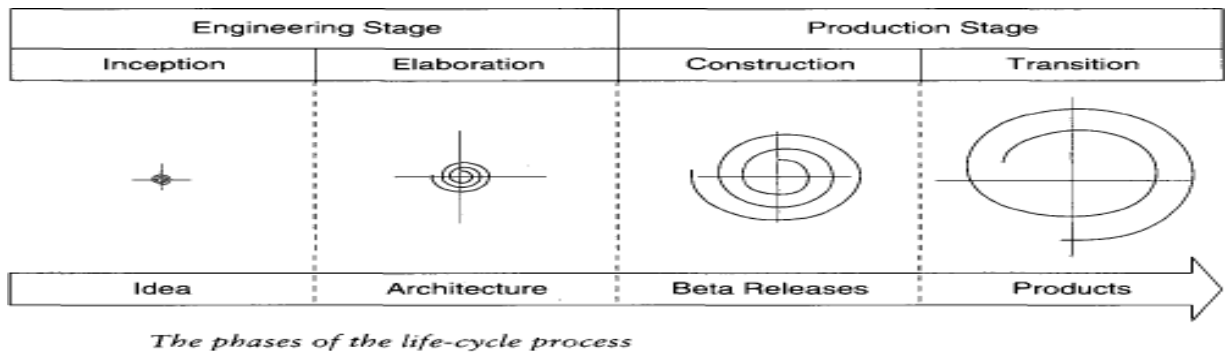 Engineering Stage Production Stage
Inception Elaboration Construction Transition
Idea Architecture Beta Releases Products
The phases of the life-cycle process